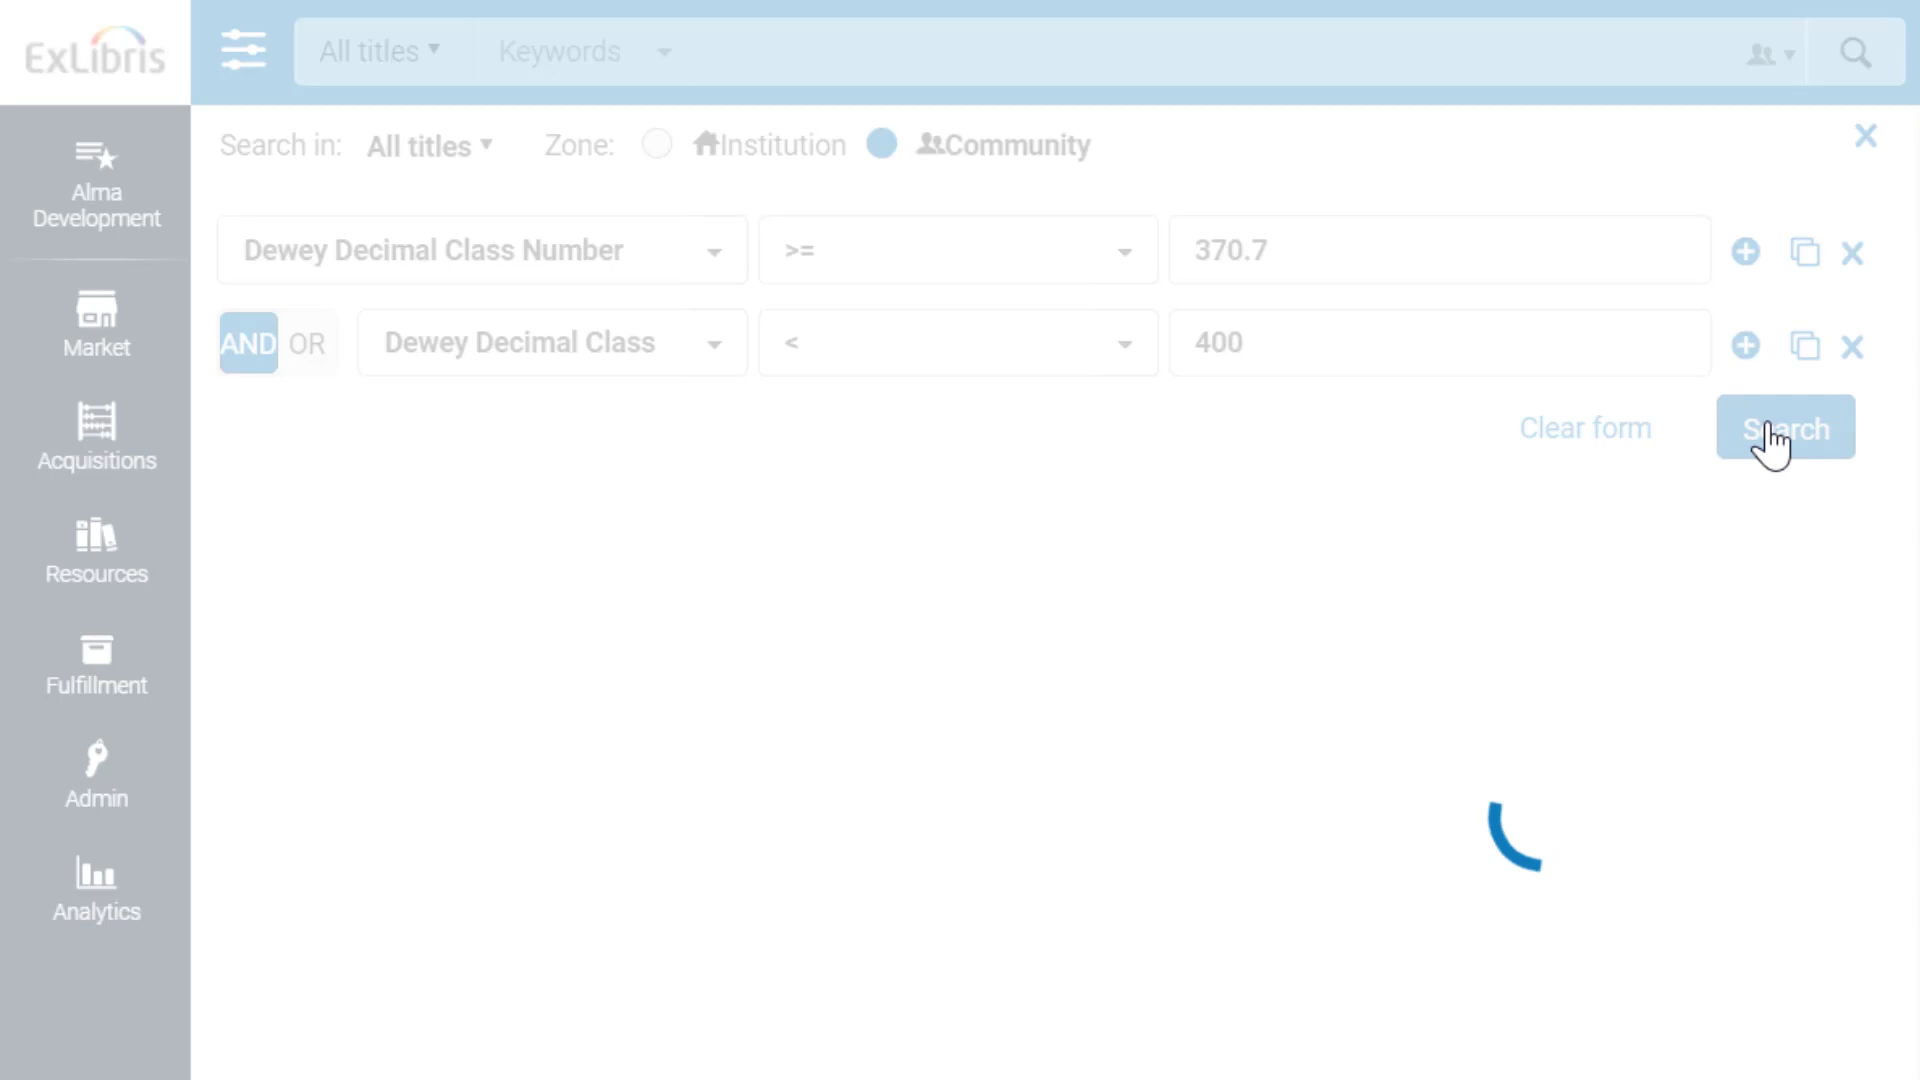 ExLibris
All titles
Keywords
Search in: All titles Zone: Institution Community
Alma
Development
Dewey Decimal Class Number >= 370.7
AND OR Dewey Decimal Class < 400
Market
Clear form Search
Acquisitions
Resources
Fulfillment
Admin
Analytics